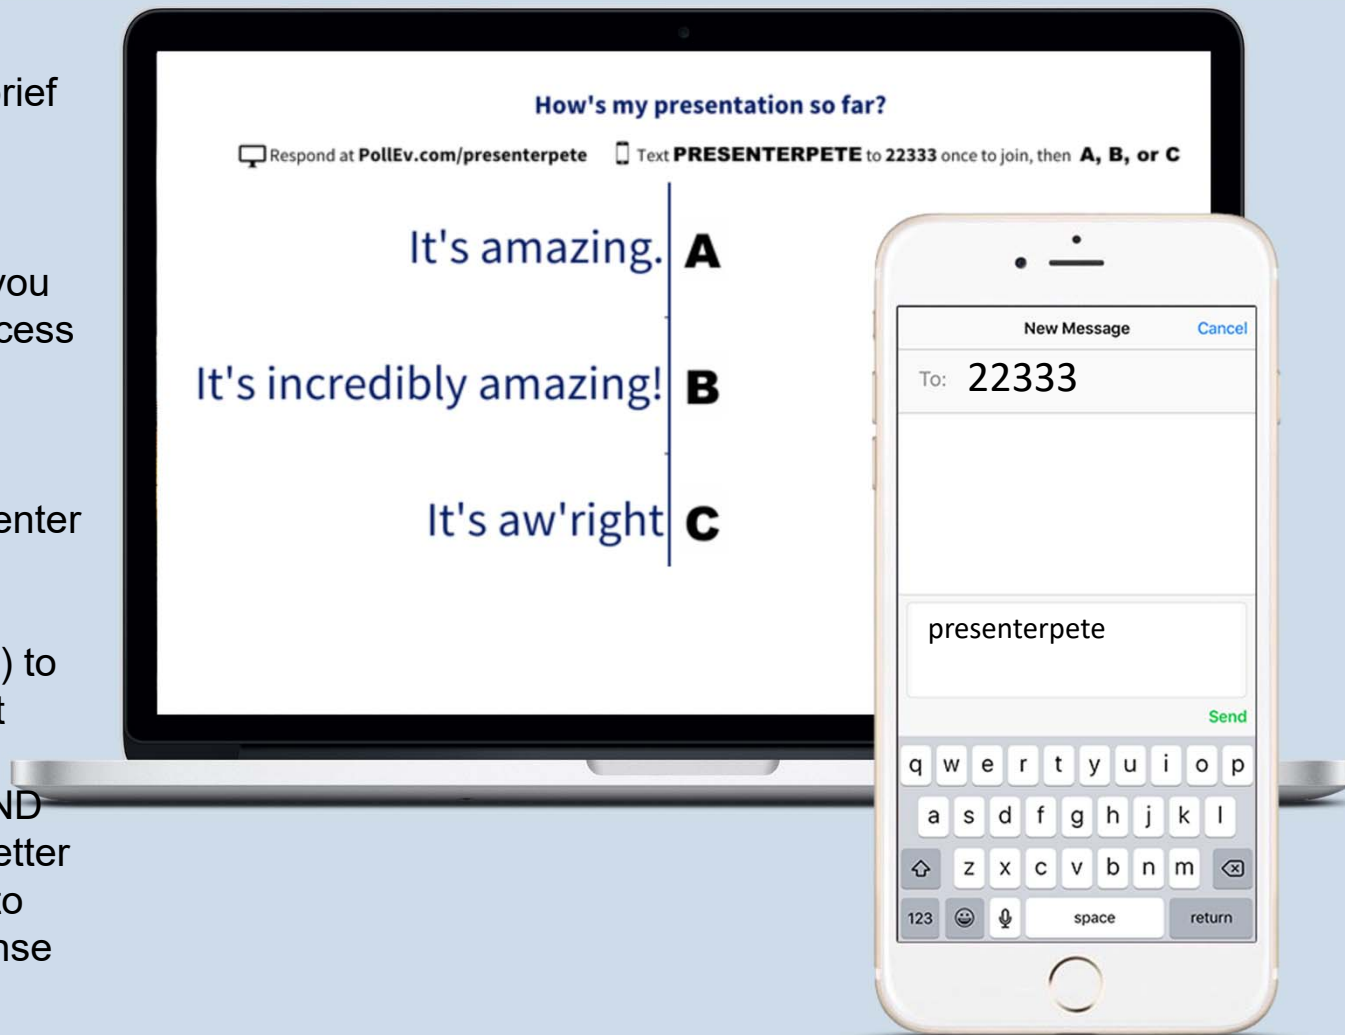 you
cess
enter
) to
t
ND
etter
to
nse
How's my presentation so far?
Respond at PollEv.com/presenterpete Text PRESENTERPETE to 22333 once to join, then A, B, or C
It's amazing. A
It's incredibly amazing! B
It's aw'right C
New Message Cancel
To: 22333
presenterpete
Send
q w e r t y u i o p
a s d f g h j k l
z x c v b n m
123 space return